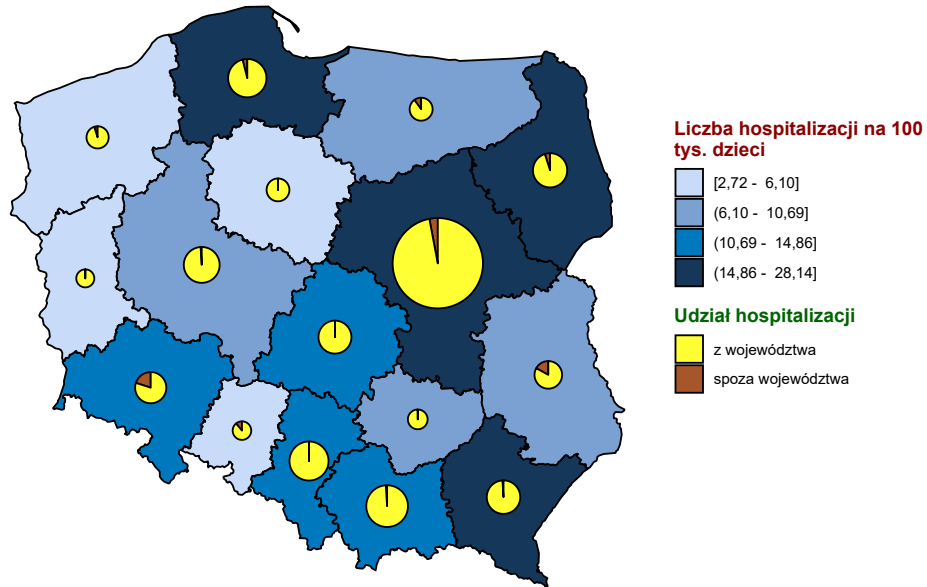 Liczba hospitalizacji na 100
tys. dzieci
[2,72 - 6,10]
(6,10 - 10,69]
(10,69 - 14,86]
(14,86 - 28,14]
Udział hospitalizacji
z województwa
spoza województwa